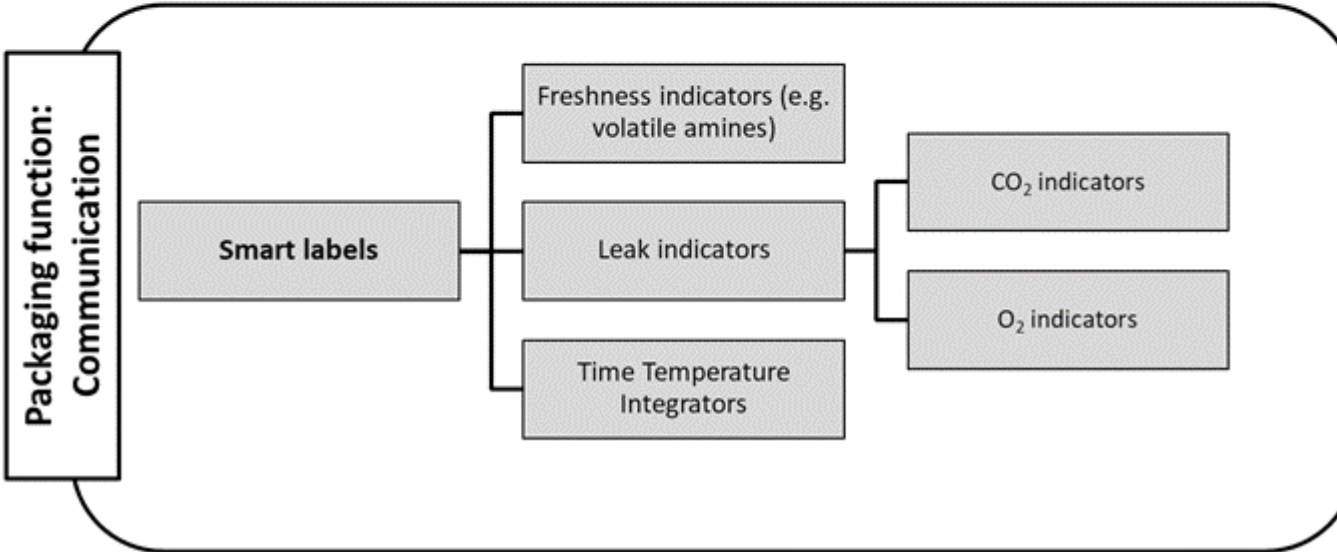 Packaging function:
Communication
Smart labels
Freshness indicators (e.g.
volatile amines)
Leak indicators
Time Temperature
Integrators
CO₂ indicators
O₂ indicators